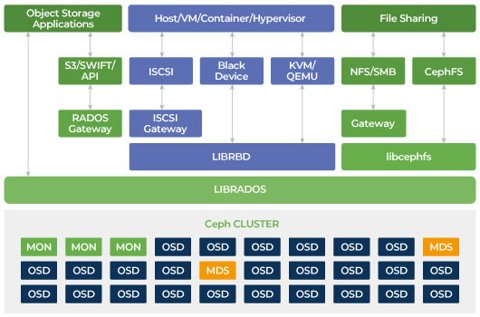 Object Storage
Applications
Host/VM/Container/Hypervisor
File Sharing
S3/SWIFT/
API
ISCSI
Black
Device
KVM/
QEMU
NFS/SMB
CephFS
RADOS
Gateway
ISCSI
Gateway
Gateway
LIBRBD
libcephfs
LIBRADOS
Ceph CLUSTER
MON MON MON OSD OSD OSD OSD OSD OSD MDS
OSD OSD OSD OSD MDS OSD OSD OSD OSD OSD
OSD OSD OSD OSD OSD OSD OSD OSD OSD OSD